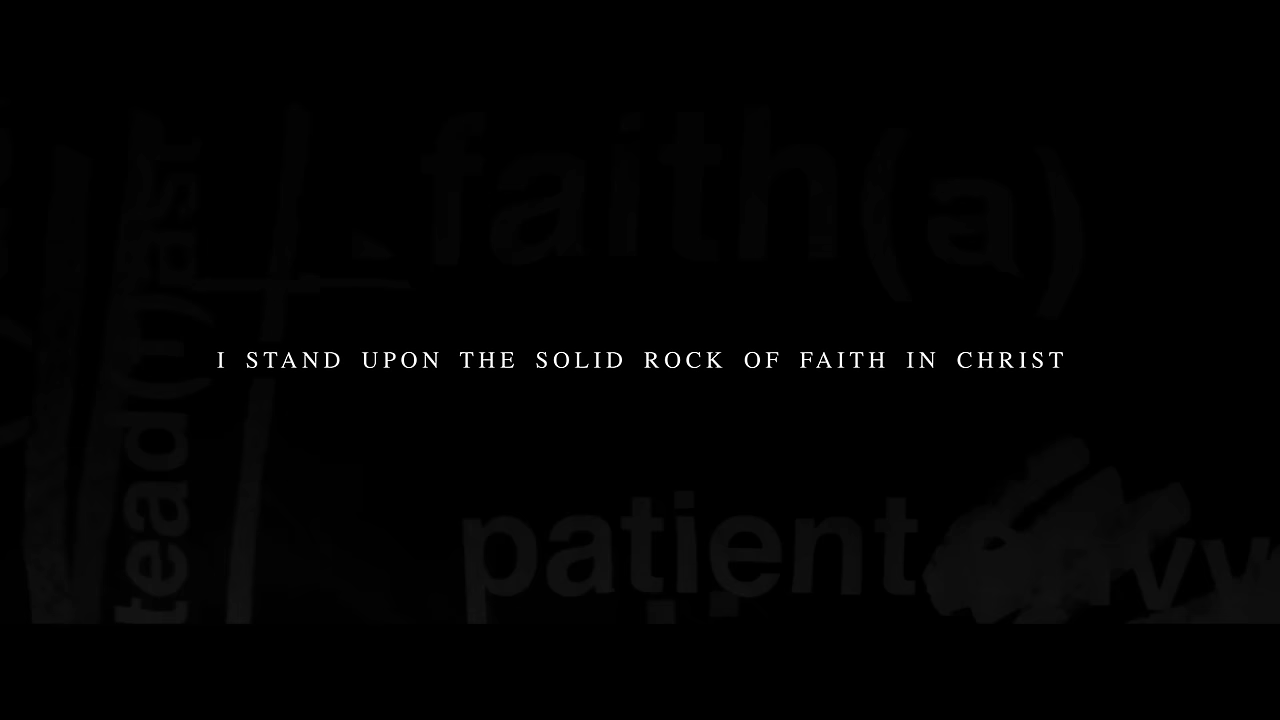 faith(a)
I STAND UPON THE SOLID ROCK OF FAITH IN CHRIST
patient